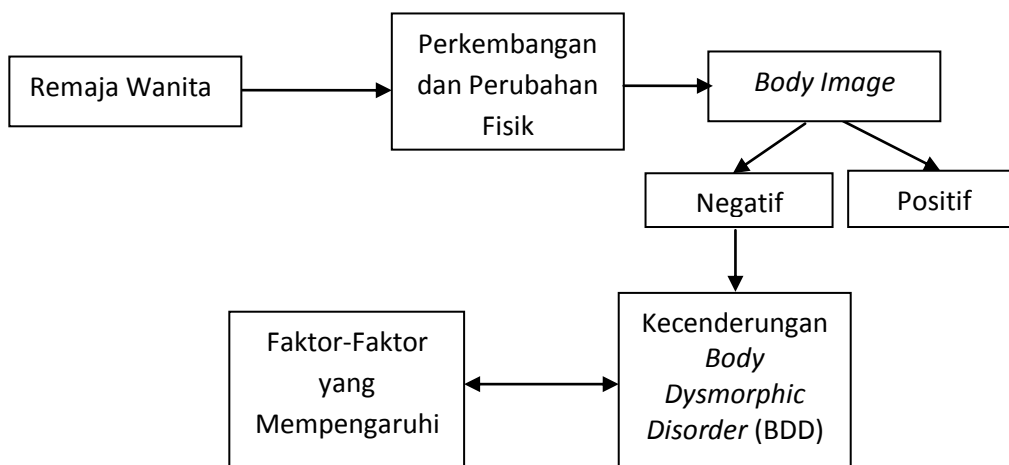 Remaja Wanita
Perkembangan
dan Perubahan
Fisik
Body Image
Negatif
Positif
Kecenderungan
Body
Dysmorphic
Disorder (BDD)
Faktor-Faktor
yang
Mempengaruhi